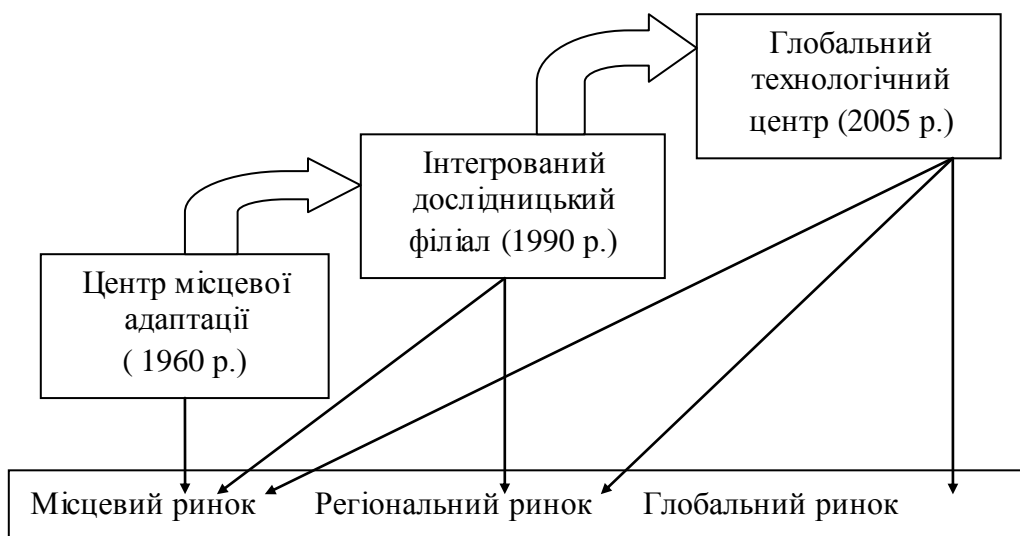 Глобальний
технологічний
центр (2005 р.)
Інтегрований
дослідницький
філіал (1990 р.)
Центр місцевої
адаптації
( 1960 р.)
Місцевий ринок Регіональний ринок Глобальний ринок